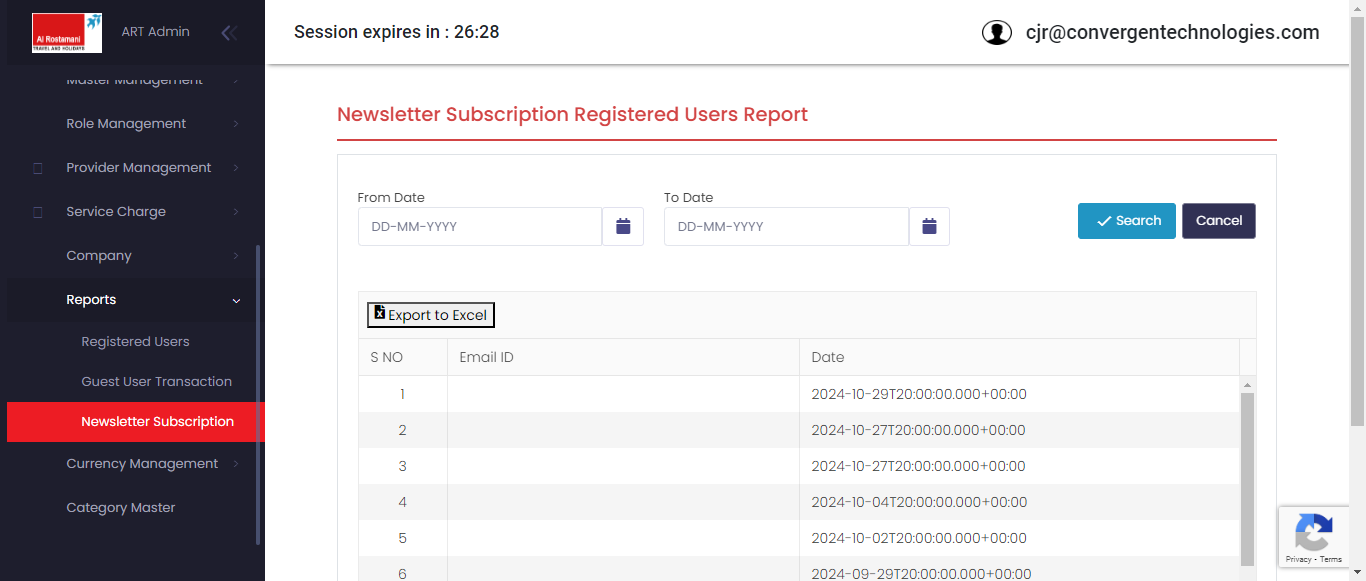 Al Rostamani
TRAVEL AND HOLIDAYS
ART Admin
Session expires in : 26:28
cjr@convergentechnologies.com
Master Management
Role Management
Provider Management
Service Charge
Company
Reports
Registered Users
Guest User Transaction
Newsletter Subscription
Currency Management
Category Master
Newsletter Subscription Registered Users Report
From Date
To Date
DD-MM-YYYY
DD-MM-YYYY
Search
Cancel
Export to Excel
S NO Email ID Date
1 2024-10-29T20:00:00.000+00:00
2 2024-10-27T20:00:00.000+00:00
3 2024-10-27T20:00:00.000+00:00
4 2024-10-04T20:00:00.000+00:00
5 2024-10-02T20:00:00.000+00:00
6 2024-09-29T20:00:00.000+00:00
Privacy - Terms